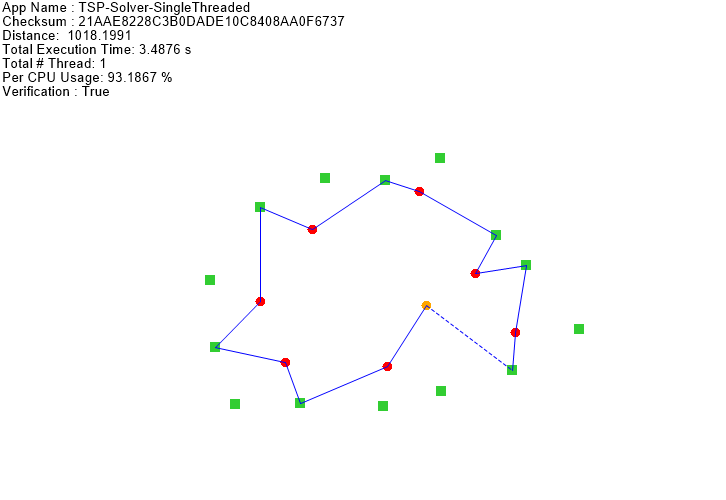 App Name : TSP-Solver-SingleThreaded
Checksum : 21AAE8228C3B0DADE10C8408AA0F6737
Distance:  1018.1991
Total Execution Time: 3.4876 s
Total # Thread: 1
Per CPU Usage: 93.1867 %
Verification : True